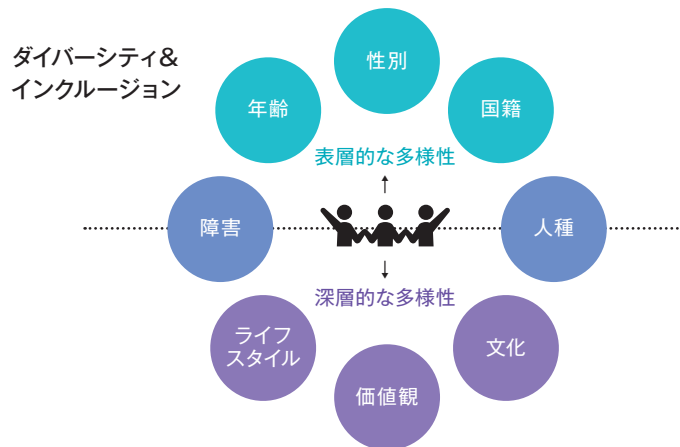 ダイバーシティ&
インクルージョン
性別
年齢
国籍
表層的な多様性
障害
人種
深層的な多様性
ライフ
スタイル
文化
価値観